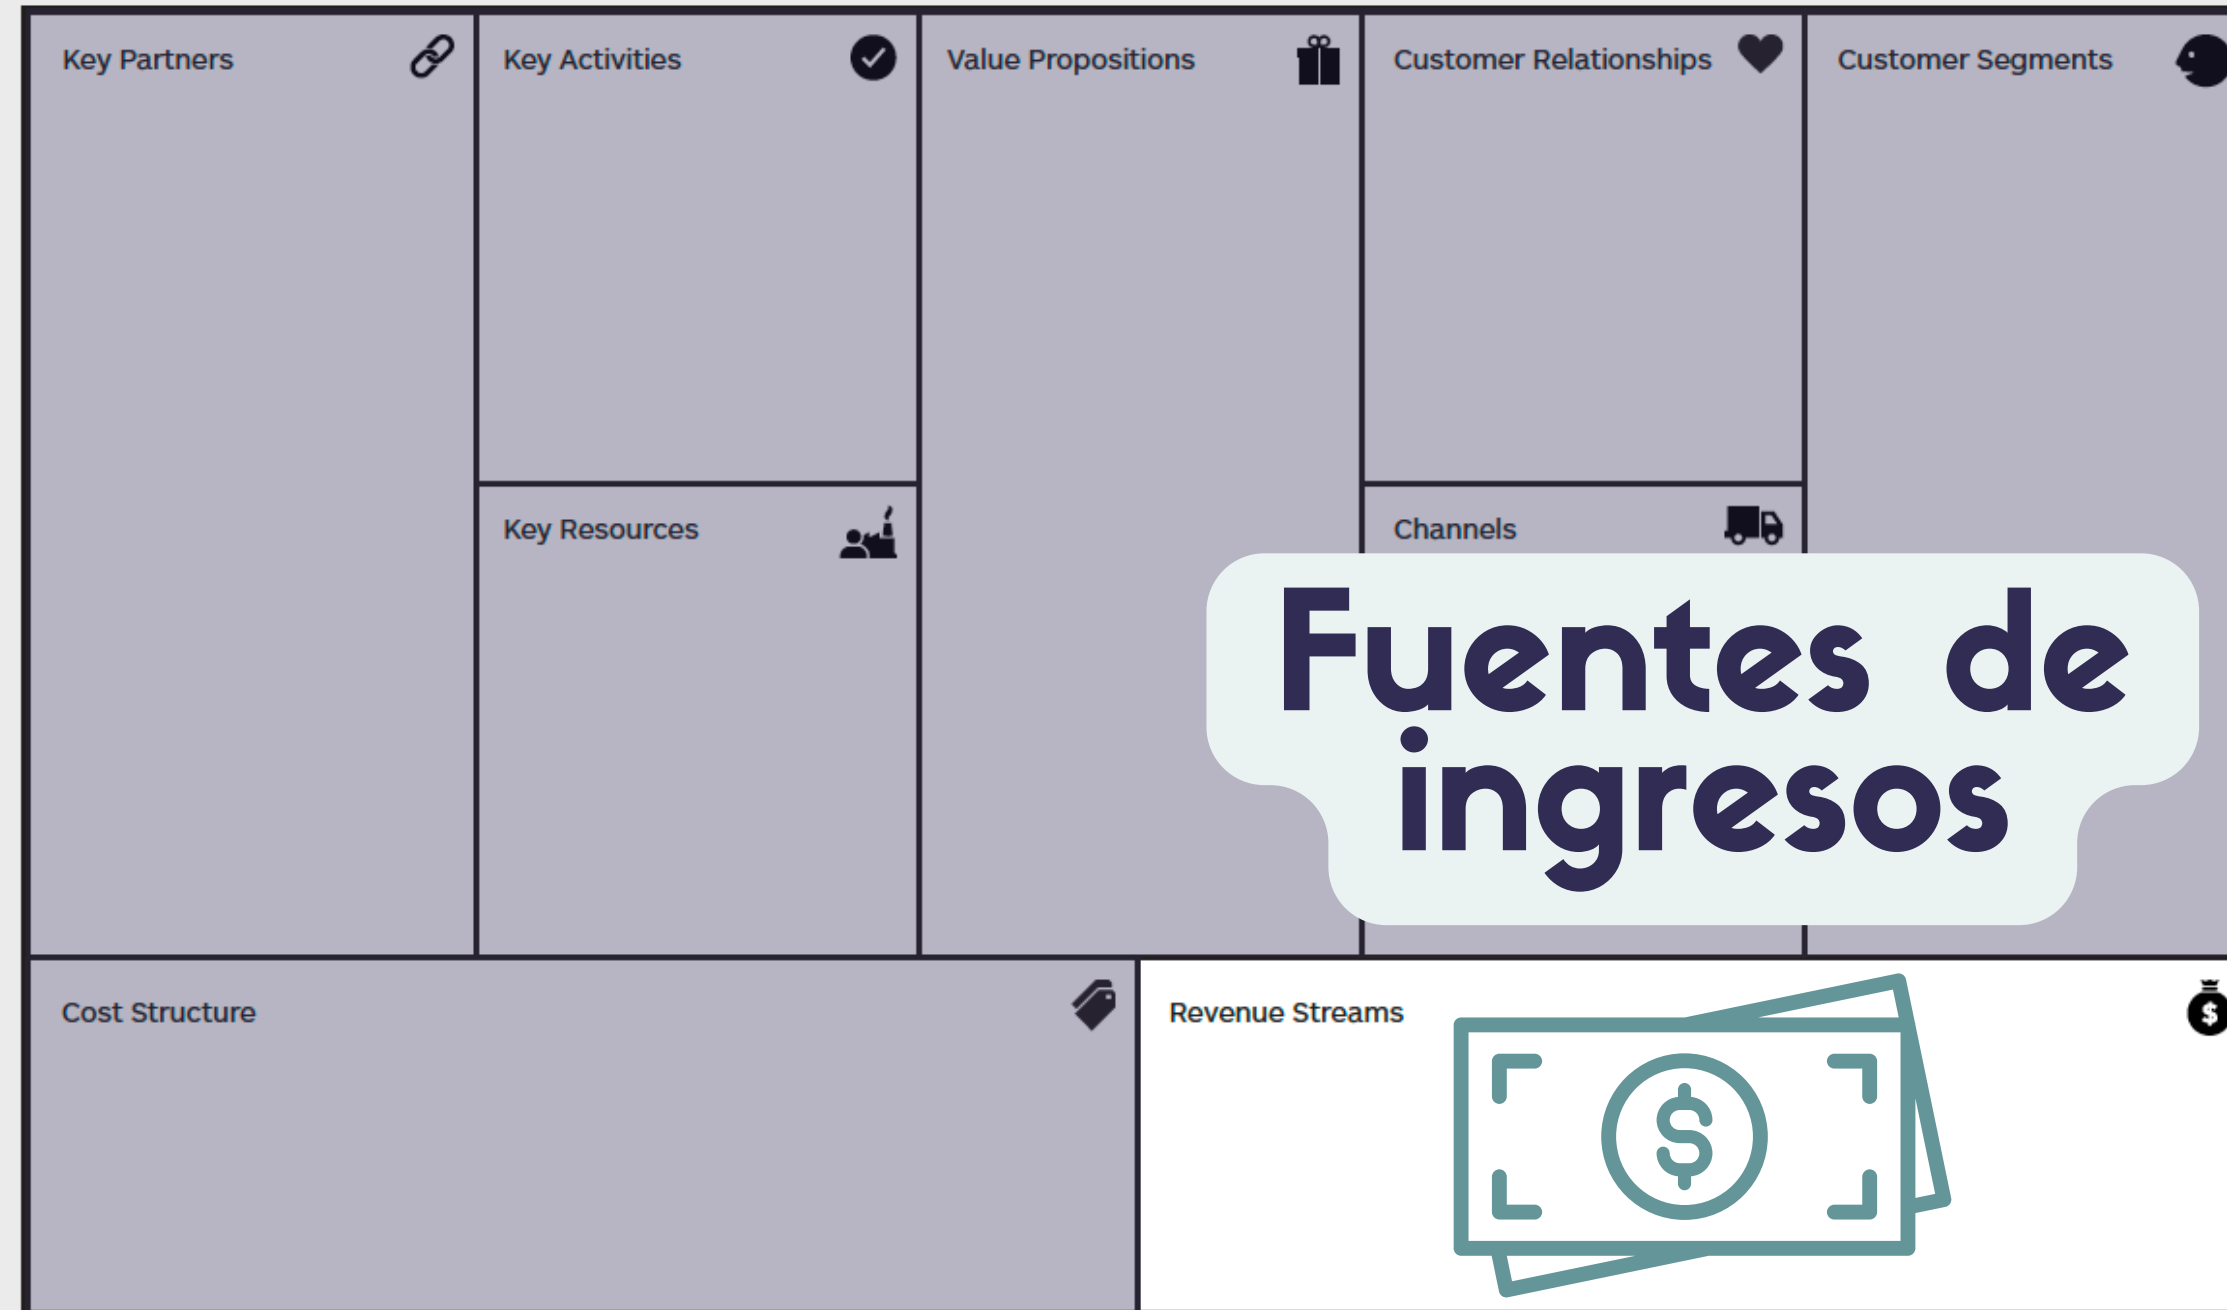 Key Partners
Key Activities
Value Propositions
Customer Relationships
Customer Segments
Key Resources
Channels
Fuentes de
ingresos
Cost Structure
Revenue Streams
$
$